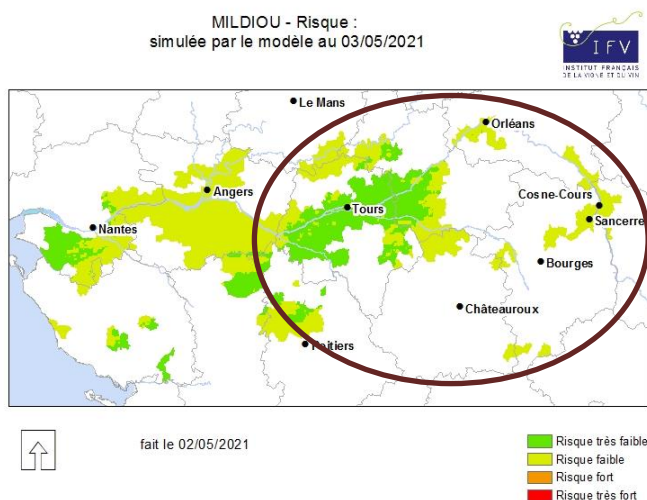 MILDIOU - Risque :
simulée par le modèle au 03/05/2021
IFV
INSTITUT FRANÇAIS
DE LA VIGNE ET DU VIN
Le Mans
Orléans
Angers
Cosne-Cours
Tours
Sancerre
Nantes
Bourges
Châteauroux
Poitiers
fait le 02/05/2021
Risque très faible
Risque faible
Risque fort
Risque très fort